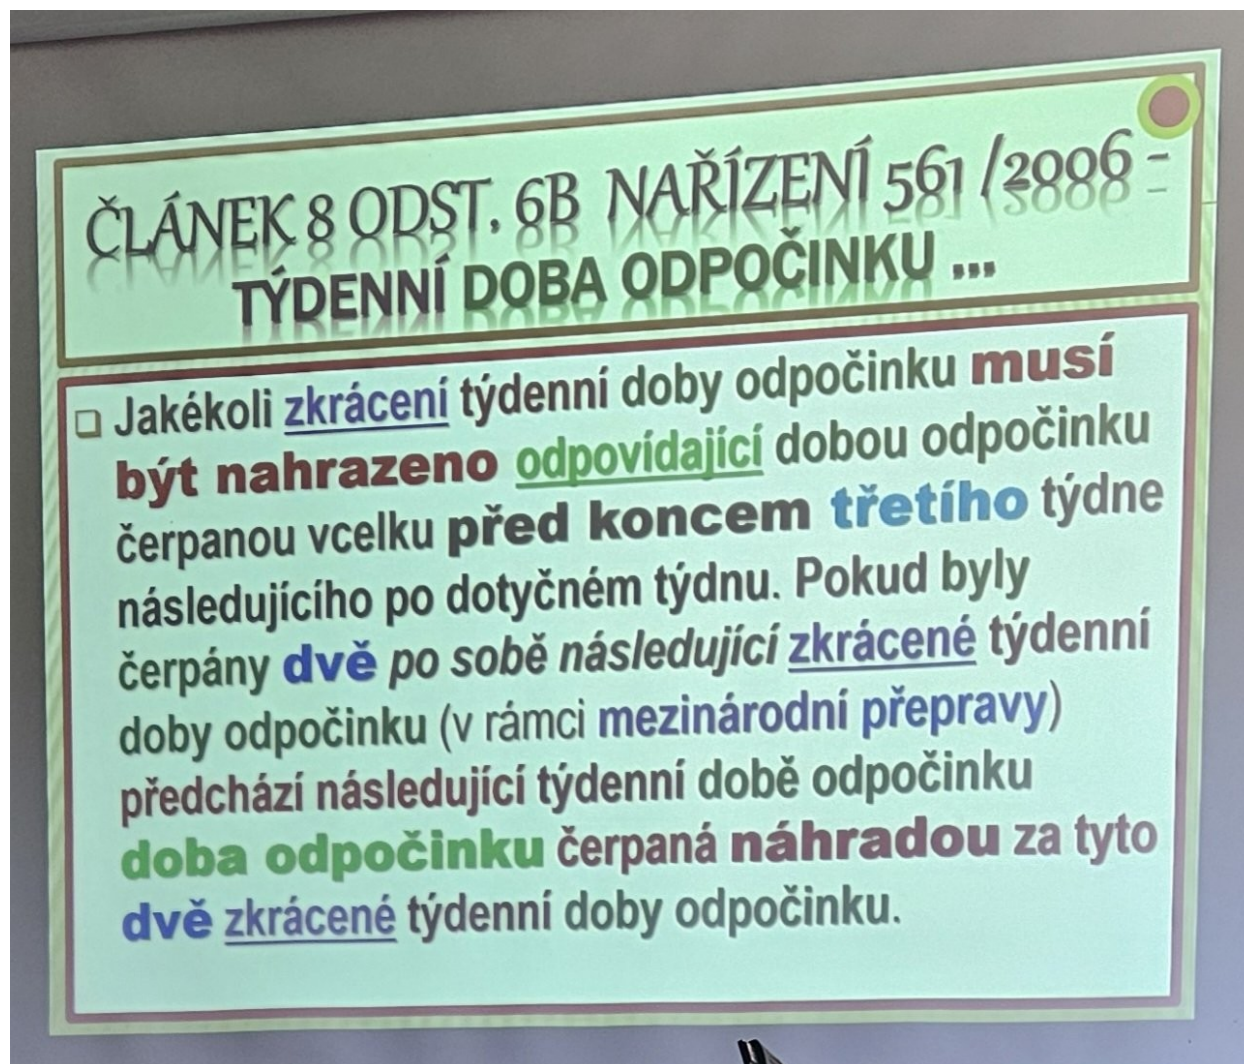 ČLÁNEK 8 ODST. 6B NAŘÍZENÍ 561 /2006 -
TÝDENNÍ DOBA ODPOČINKU ...
❑ Jakékoli zkrácení týdenní doby odpočinku musí
být nahrazeno odpovídající dobou odpočinku
čerpanou vcelku před koncem třetího týdne
následujícího po dotyčném týdnu. Pokud byly
čerpány dvě po sobě následující zkrácené týdenní
doby odpočinku (v rámci mezinárodní přepravy)
předchází následující týdenní době odpočinku
doba odpočinku čerpaná náhradou za tyto
dvě zkrácené týdenní doby odpočinku.